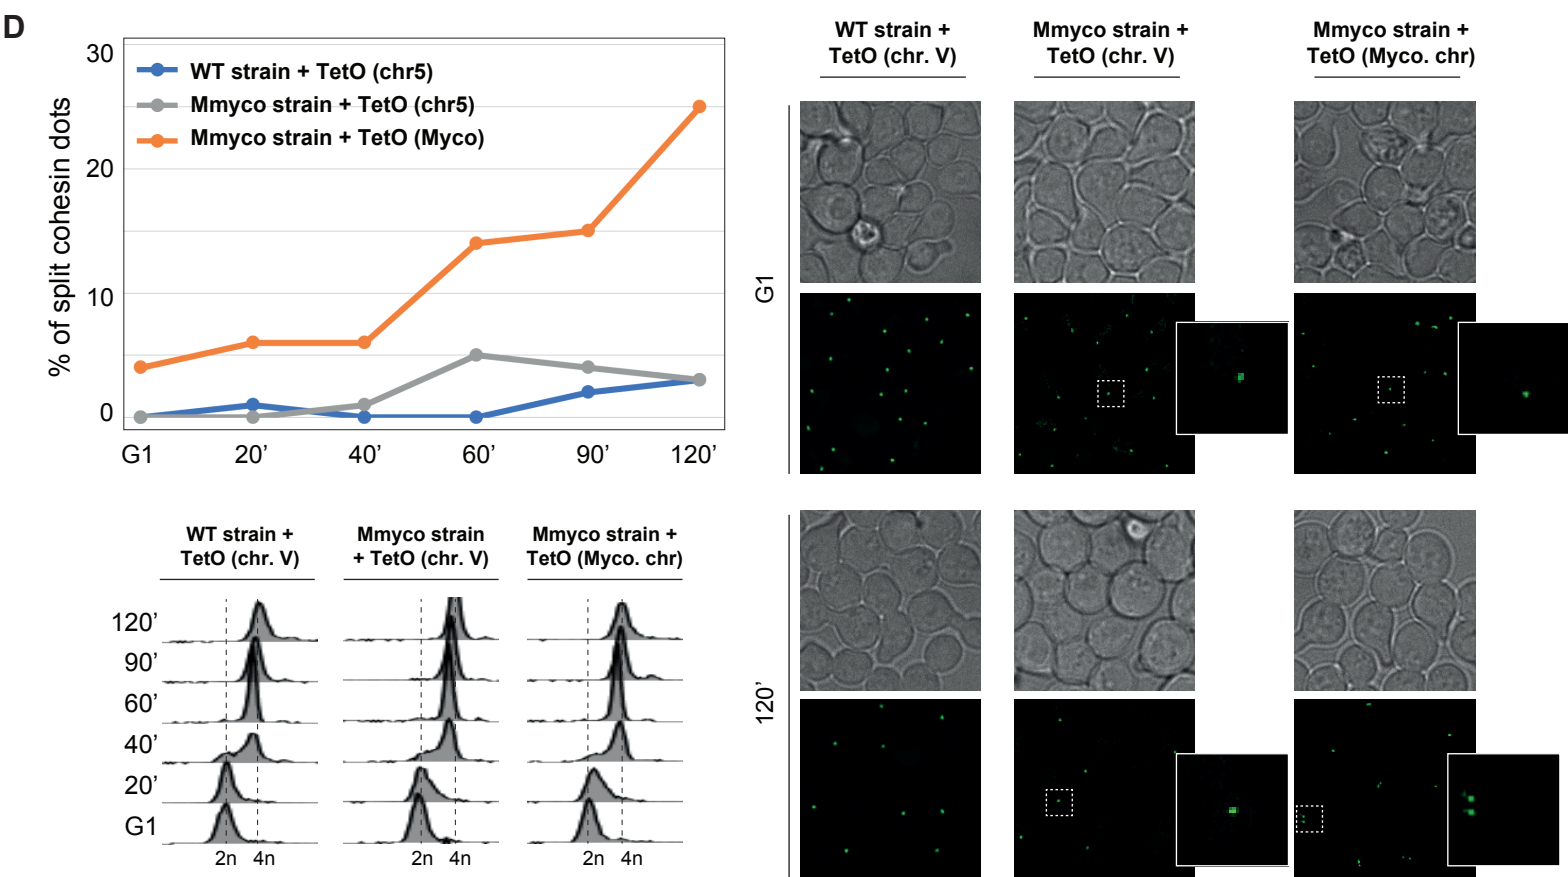 D
% of split cohesin dots
30
20
10
0
WT strain + TetO (chr5)
Mmyco strain + TetO (chr5)
Mmyco strain + TetO (Myco)
G1 20’ 40’ 60’ 90’ 120’
WT strain +
TetO (chr. V)
Mmyco strain
+ TetO (chr. V)
Mmyco strain +
TetO (Myco. chr)
120’
90’
60’
40’
20’
G1
2n 4n 2n 4n 2n 4n
WT strain +
TetO (chr. V)
Mmyco strain +
TetO (chr. V)
Mmyco strain +
TetO (Myco. chr)
G1
120’